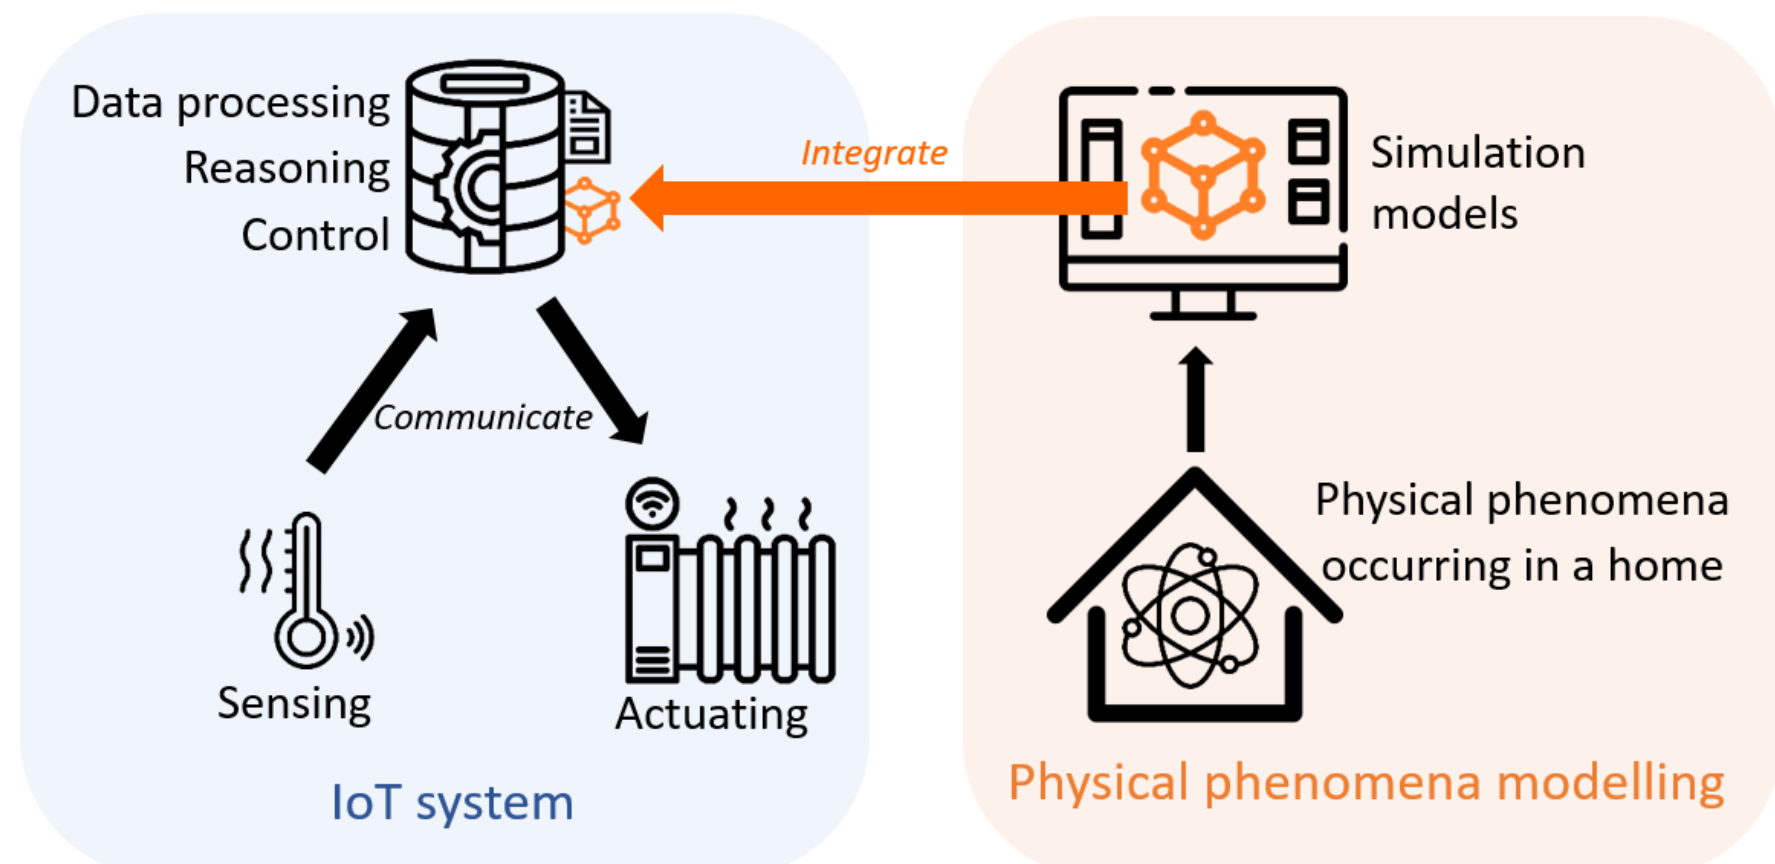 Data processing
Reasoning
Control
Communicate
Sensing
Actuating
IoT system
Integrate
Simulation
models
Physical phenomena
occurring in a home
Physical phenomena modelling